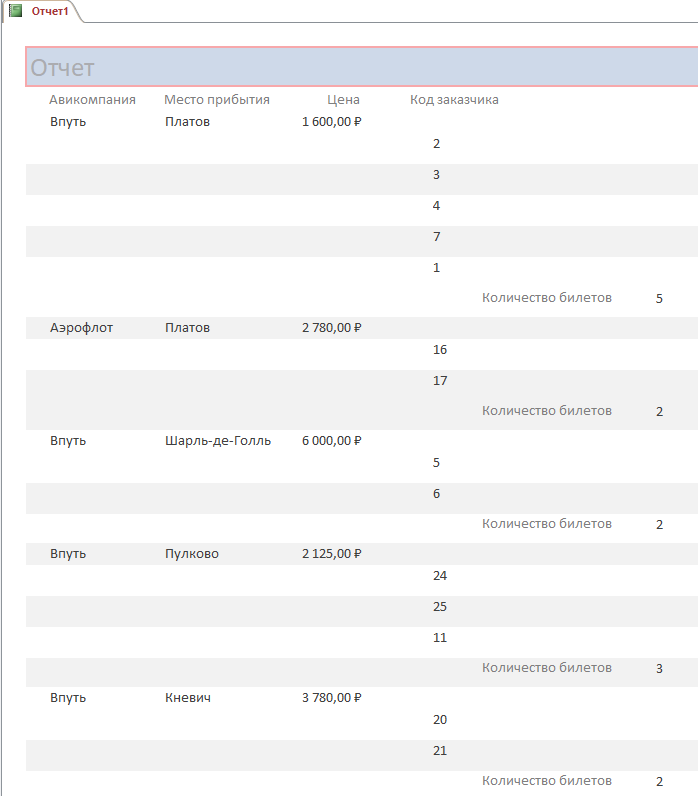 Отчет1
Отчет
Авикомпания Место прибытия Цена Код заказчика
Впуть Платов 1 600,00 ₽
2
3
4
7
1
Количество билетов 5
Аэрофлот Платов 2 780,00 ₽
16
17
Количество билетов 2
Впуть Шарль-де-Голль 6 000,00 ₽
5
6
Количество билетов 2
Впуть Пулково 2 125,00 ₽
24
25
11
Количество билетов 3
Впуть Кневич 3 780,00 ₽
20
21
Количество билетов 2